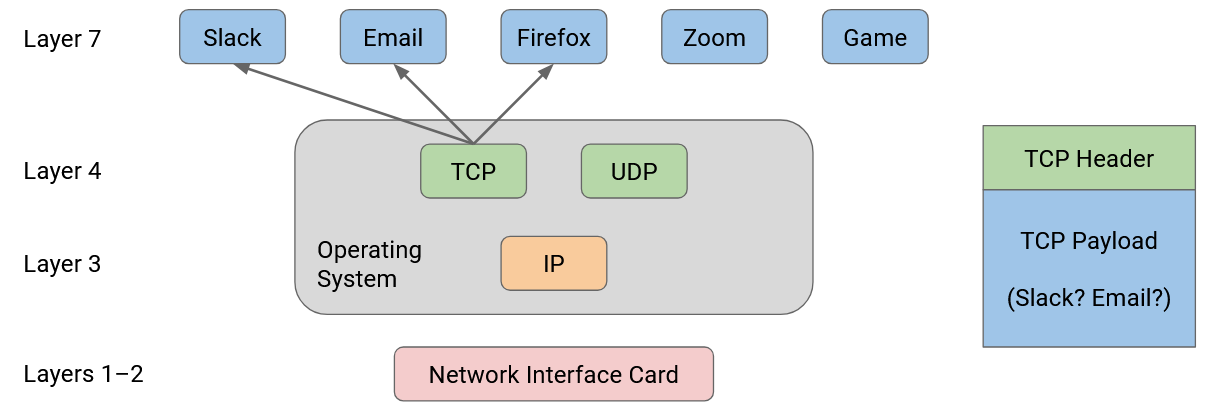 Layer 7
Slack
Email
Firefox
Zoom
Game
Layer 4
TCP
UDP
TCP Header
Layer 3
Operating
System
IP
TCP Payload
(Slack? Email?)
Layers 1–2
Network Interface Card